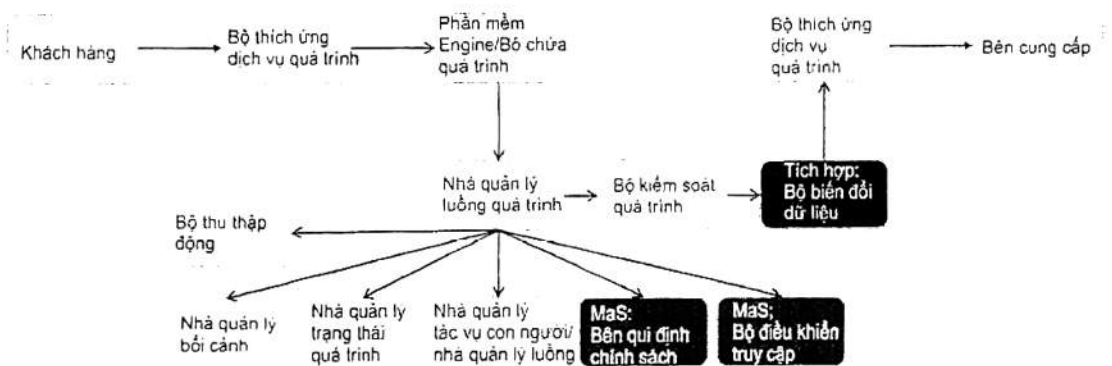 Khách hàng
Bộ thích ứng
dịch vụ quá trình
Phần mềm
Engine/Bó chứa
quá trình
Bộ thích ứng
dịch vụ
quá trình
Bên cung cấp
Nhà quản lý
luồng quá trình
Bộ kiểm soát
quá trình
Tích hợp:
Bộ biến đổi
dữ liệu
Bộ thu thập
động
Nhà quản lý
bối cảnh
Nhà quản lý
trạng thái
quá trình
Nhà quản lý
tác vụ con người/
nhà quản lý luồng
MaS:
Bên qui định
chính sách
MaS;
Bộ điều khiển
truy cập